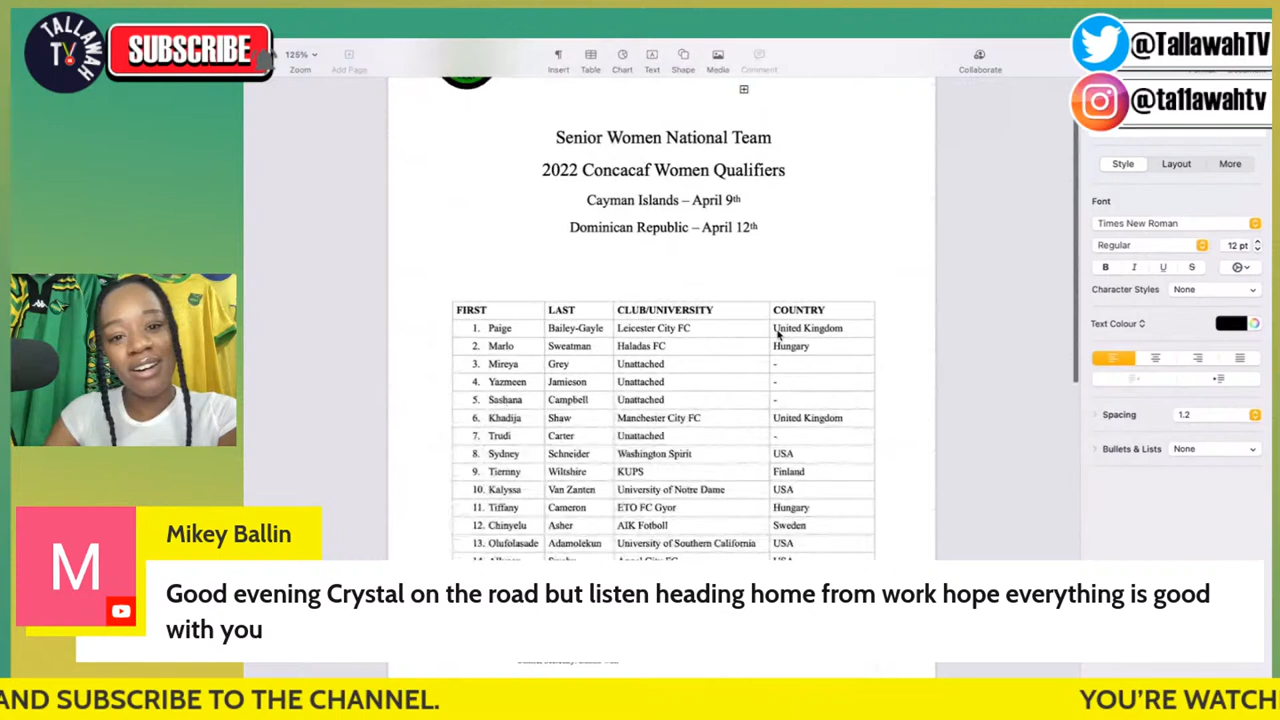 TALLAWAH
TV
SUBSCRIBE
@TallawahTV
@ta11awahtv
125%
Zoom
Add Page
Insert
Table
Chart
Text
Shape
Media
Comment
Collaborate
Senior Women National Team
2022 Concacaf Women Qualifiers
Cayman Islands – April 9th
Dominican Republic – April 12th
FIRST LAST CLUB/UNIVERSITY COUNTRY
1. Paige Bailey-Gayle Leicester City FC United Kingdom
2. Marlo Sweatman Haladas FC Hungary
3. Mireya Grey Unattached -
4. Yazmeen Jamieson Unattached -
5. Sashana Campbell Unattached -
6. Khadija Shaw Manchester City FC United Kingdom
7. Trudi Carter Unattached -
8. Sydney Schneider Washington Spirit USA
9. Tiernny Wiltshire KUPS Finland
10. Kalyssa Van Zanten University of Notre Dame USA
11. Tiffany Cameron ETO FC Gyor Hungary
12. Chinyelu Asher AIK Fotboll Sweden
13. Olufolasade Adamolekun University of Southern California USA
Style
Layout
More
Font
Times New Roman
Regular
12 pt
B I U S
Character Styles None
Text Colour
Spacing 1.2
Bullets & Lists None
M
Mikey Ballin
Good evening Crystal on the road but listen heading home from work hope everything is good
with you
AND SUBSCRIBE TO THE CHANNEL.
YOU'RE WATCH